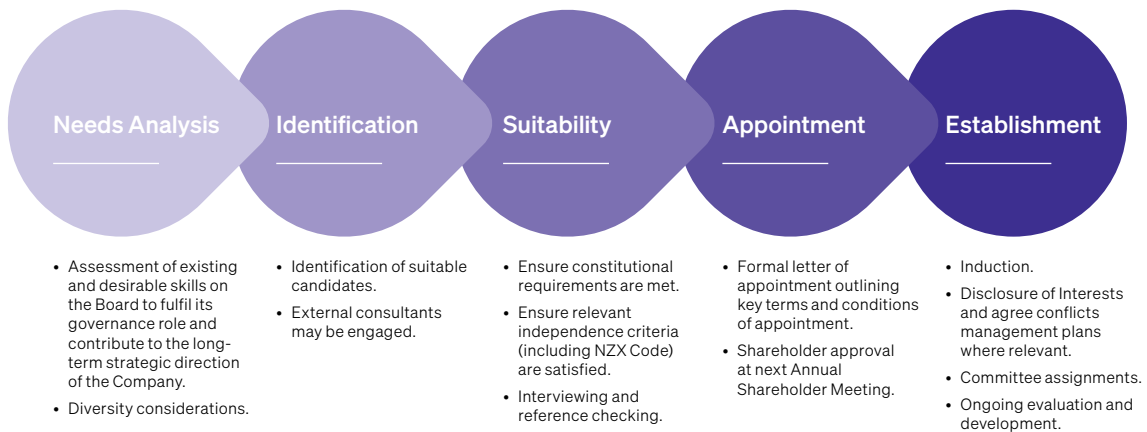 Needs Analysis
• Assessment of existing
and desirable skills on
the Board to fulfil its
governance role and
contribute to the long-
term strategic direction
of the Company.
• Diversity considerations.
Identification
• Identification of suitable
candidates.
• External consultants
may be engaged.
Suitability
• Ensure constitutional
requirements are met.
• Ensure relevant
independence criteria
(including NZX Code)
are satisfied.
• Interviewing and
reference checking.
Appointment
• Formal letter of
appointment outlining
key terms and conditions
of appointment.
• Shareholder approval
at next Annual
Shareholder Meeting.
Establishment
• Induction.
• Disclosure of Interests
and agree conflicts
management plans
where relevant.
• Committee assignments.
• Ongoing evaluation and
development.